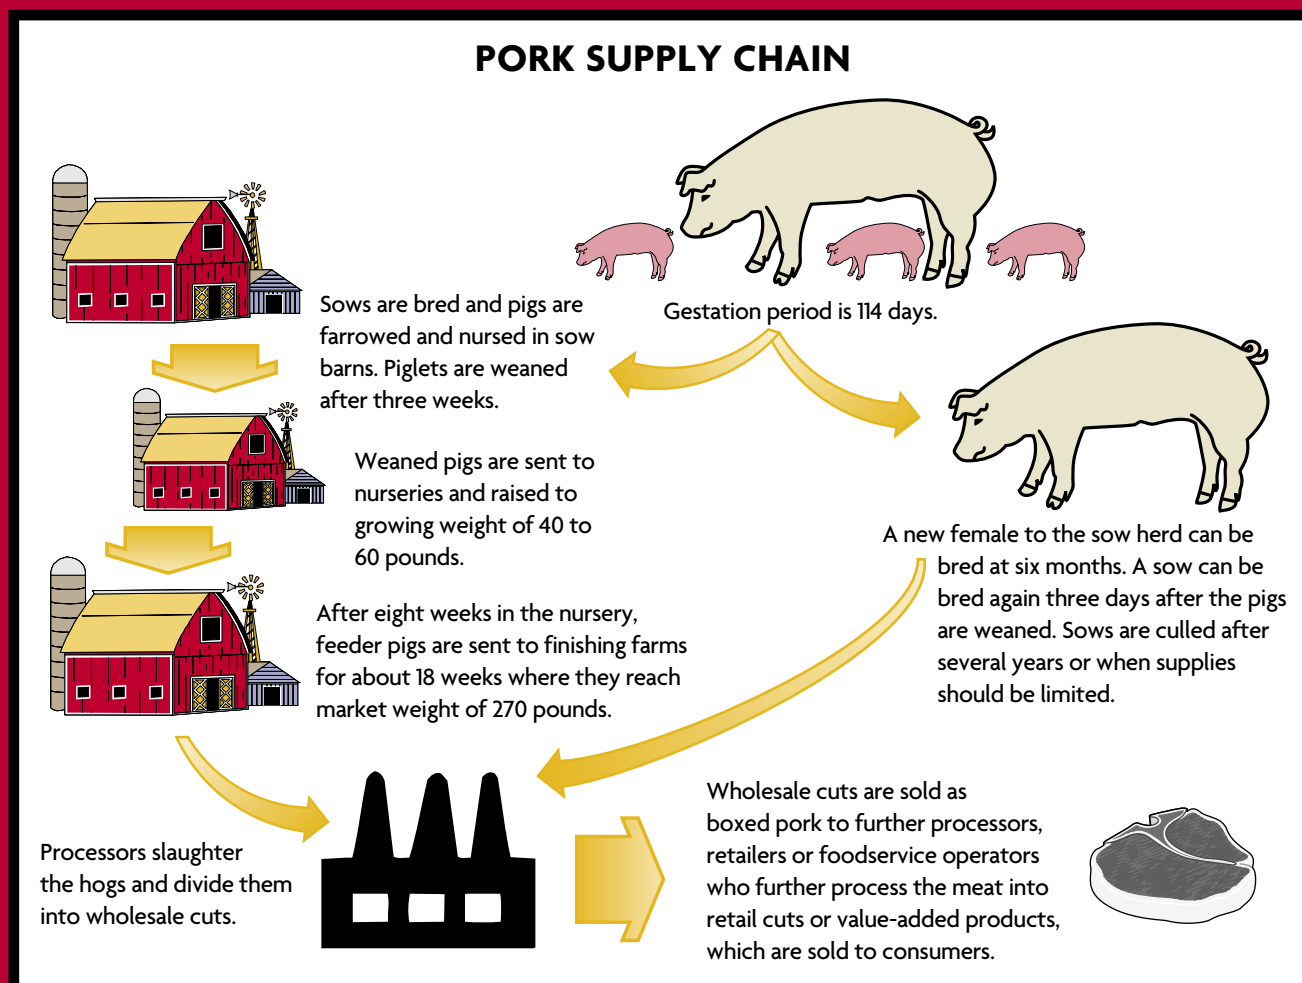 PORK SUPPLY CHAIN
Gestation period is 114 days.
Sows are bred and pigs are
farrowed and nursed in sow
barns. Piglets are weaned
after three weeks.
Weaned pigs are sent to
nurseries and raised to
growing weight of 40 to
60 pounds.
After eight weeks in the nursery,
feeder pigs are sent to finishing farms
for about 18 weeks where they reach
market weight of 270 pounds.
A new female to the sow herd can be
bred at six months. A sow can be
bred again three days after the pigs
are weaned. Sows are culled after
several years or when supplies
should be limited.
Processors slaughter
the hogs and divide them
into wholesale cuts.
Wholesale cuts are sold as
boxed pork to further processors,
retailers or foodservice operators
who further process the meat into
retail cuts or value-added products,
which are sold to consumers.